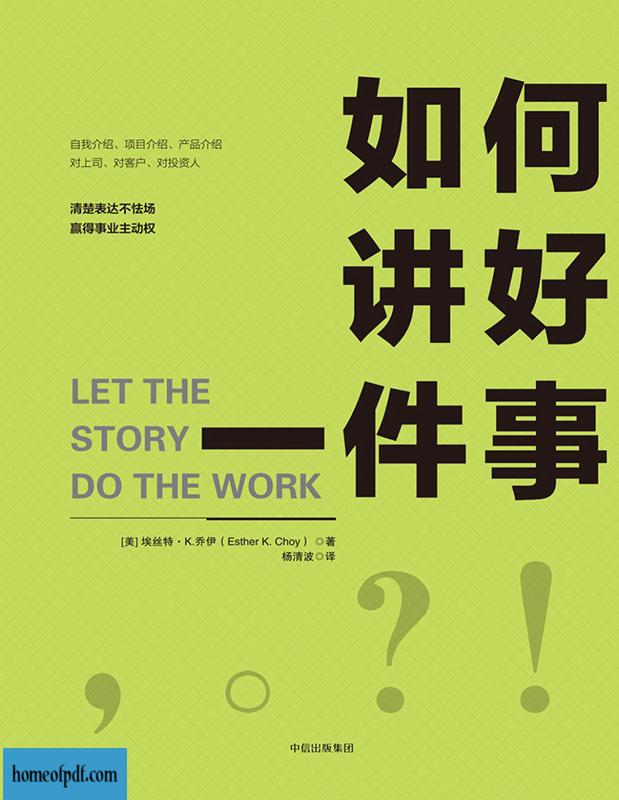 自我介绍、项目介绍、产品介绍
对上司、对客户、对投资人
清楚表达不怯场
赢得事业主动权
如何
讲好
一件事
LET THE
STORY
DO THE WORK
[美] 埃丝特·K.乔伊（Esther K. Choy）◎著
杨清波◎译
，。?!
中信出版集团
homeofpdf.com